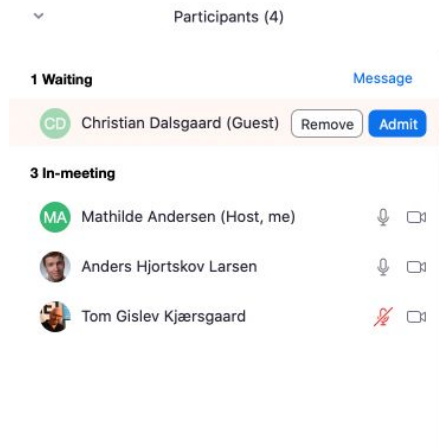 Participants (4)
1 Waiting Message
CD Christian Dalsgaard (Guest) Remove Admit
3 In-meeting
MA Mathilde Andersen (Host, me)
Anders Hjortskov Larsen
Tom Gislev Kjærsgaard